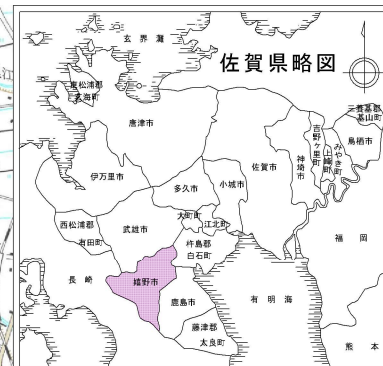 玄界灘
佐賀県略図
東松浦郡
玄海町
唐津市
三養基郡
基山町
鳥栖市
みやき町
上峰町
吉野ヶ里町
神埼市
佐賀市
伊万里市
多久市
小城市
大町町
江北町
西松浦郡
有田町
武雄市
杵島郡
白石町
福岡
長崎
嬉野市
鹿島市
有明海
藤津郡
太良町
熊本